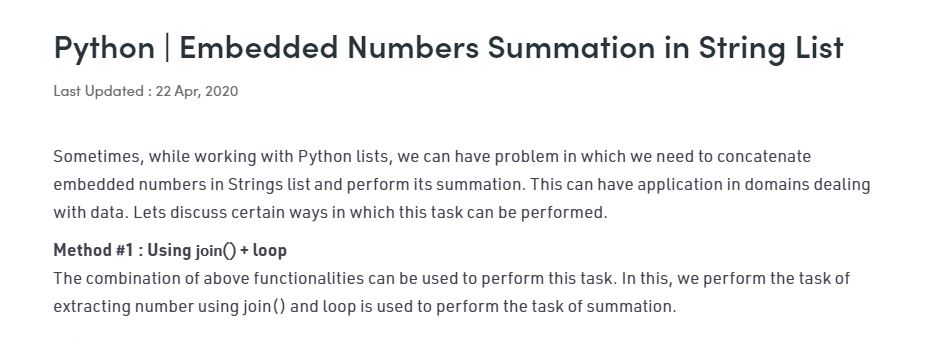 Python | Embedded Numbers Summation in String List
Last Updated : 22 Apr, 2020
Sometimes, while working with Python lists, we can have problem in which we need to concatenate
embedded numbers in Strings list and perform its summation. This can have application in domains dealing
with data. Lets discuss certain ways in which this task can be performed.
Method #1 : Using join() + loop
The combination of above functionalities can be used to perform this task. In this, we perform the task of
extracting number using join() and loop is used to perform the task of summation.